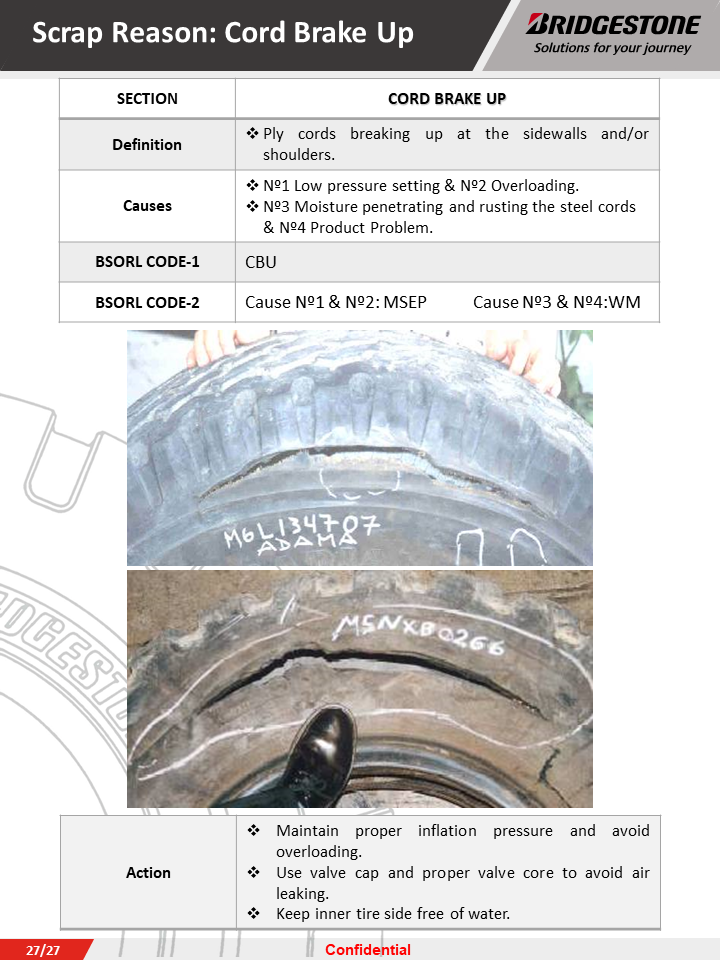 Scrap Reason: Cord Brake Up
BRIDGESTONE
Solutions for your journey
SECTION
CORD BRAKE UP
Definition
❖ Ply cords breaking up at the sidewalls and/or
shoulders.
Causes
❖ Nº1 Low pressure setting & Nº2 Overloading.
❖ Nº3 Moisture penetrating and rusting the steel cords
& Nº4 Product Problem.
BSORL CODE-1
CBU
BSORL CODE-2
Cause Nº1 & Nº2: MSEP Cause Nº3 & Nº4:WM
M6L134707
ADAMA
M5NXB0266
DGESTON
Action
❖ Maintain proper inflation pressure and avoid
overloading.
❖ Use valve cap and proper valve core to avoid air
leaking.
❖ Keep inner tire side free of water.
27/27
Confidential